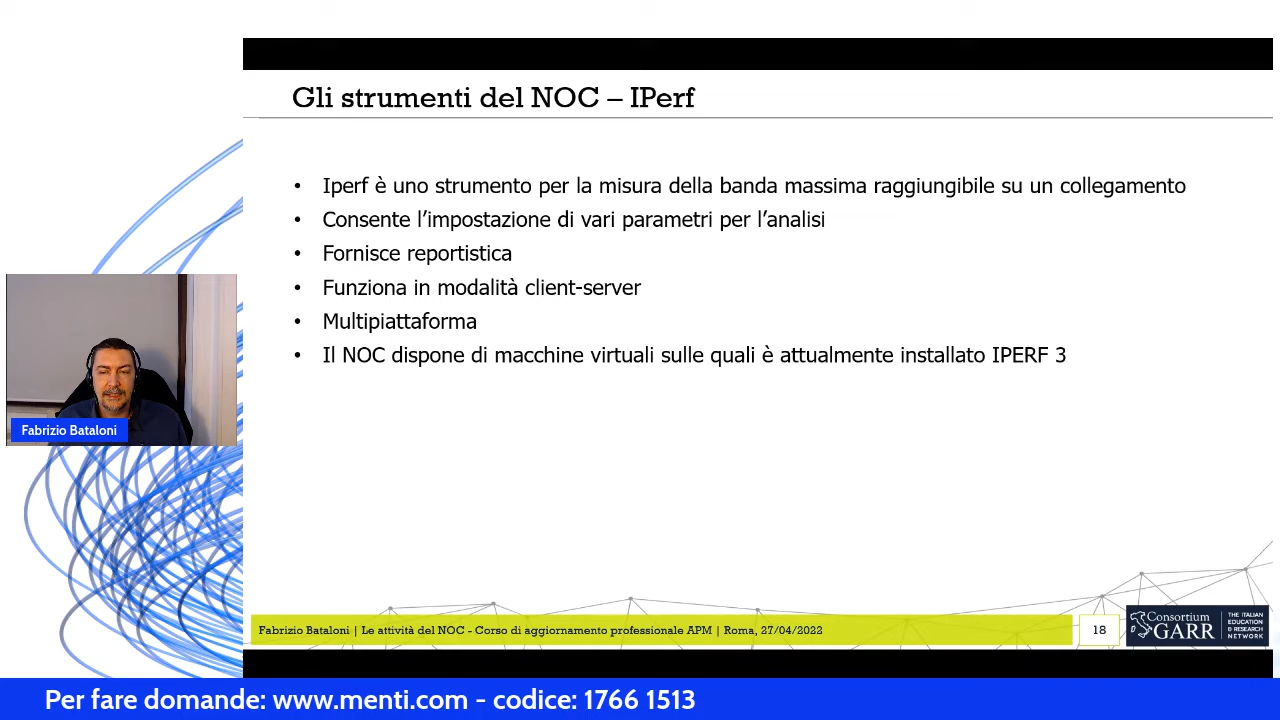 Gli strumenti del NOC – IPerf
• Iperf è uno strumento per la misura della banda massima raggiungibile su un collegamento
• Consente l’impostazione di vari parametri per l’analisi
• Fornisce reportistica
• Funziona in modalità client-server
• Multipiattaforma
• Il NOC dispone di macchine virtuali sulle quali è attualmente installato IPERF 3
Fabrizio Bataloni
Fabrizio Bataloni | Le attività del NOC - Corso di aggiornamento professionale APM | Roma, 27/04/2022
18
Consortium
GARR
THE ITALIAN
EDUCATION
& RESEARCH
NETWORK
Per fare domande: www.menti.com - codice: 1766 1513